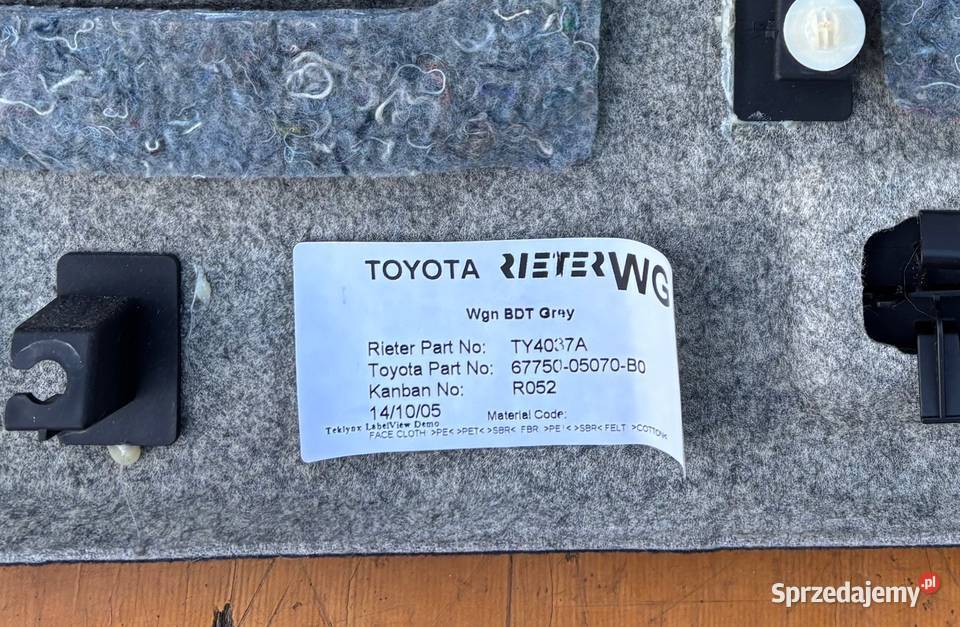 TOYOTA RIETER WG
Wgn BDT Grey
Rieter Part No: TY4037A
Toyota Part No: 67750-05070-B0
Kanban No: R052
14/10/05 Material Code:
Teklynx LabelView Demo
FACE CLOTH >PE< >PET< >SBR< FBR >PET< >SBR< FELT >COTTON<
Sprzedajemy.pl